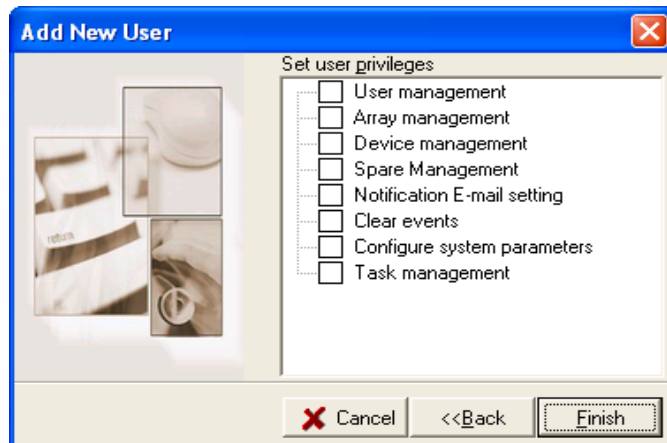 Add New User
Set user privileges
User management
Array management
Device management
Spare Management
Notification E-mail setting
Clear events
Configure system parameters
Task management
return
Cancel
<<Back
Finish